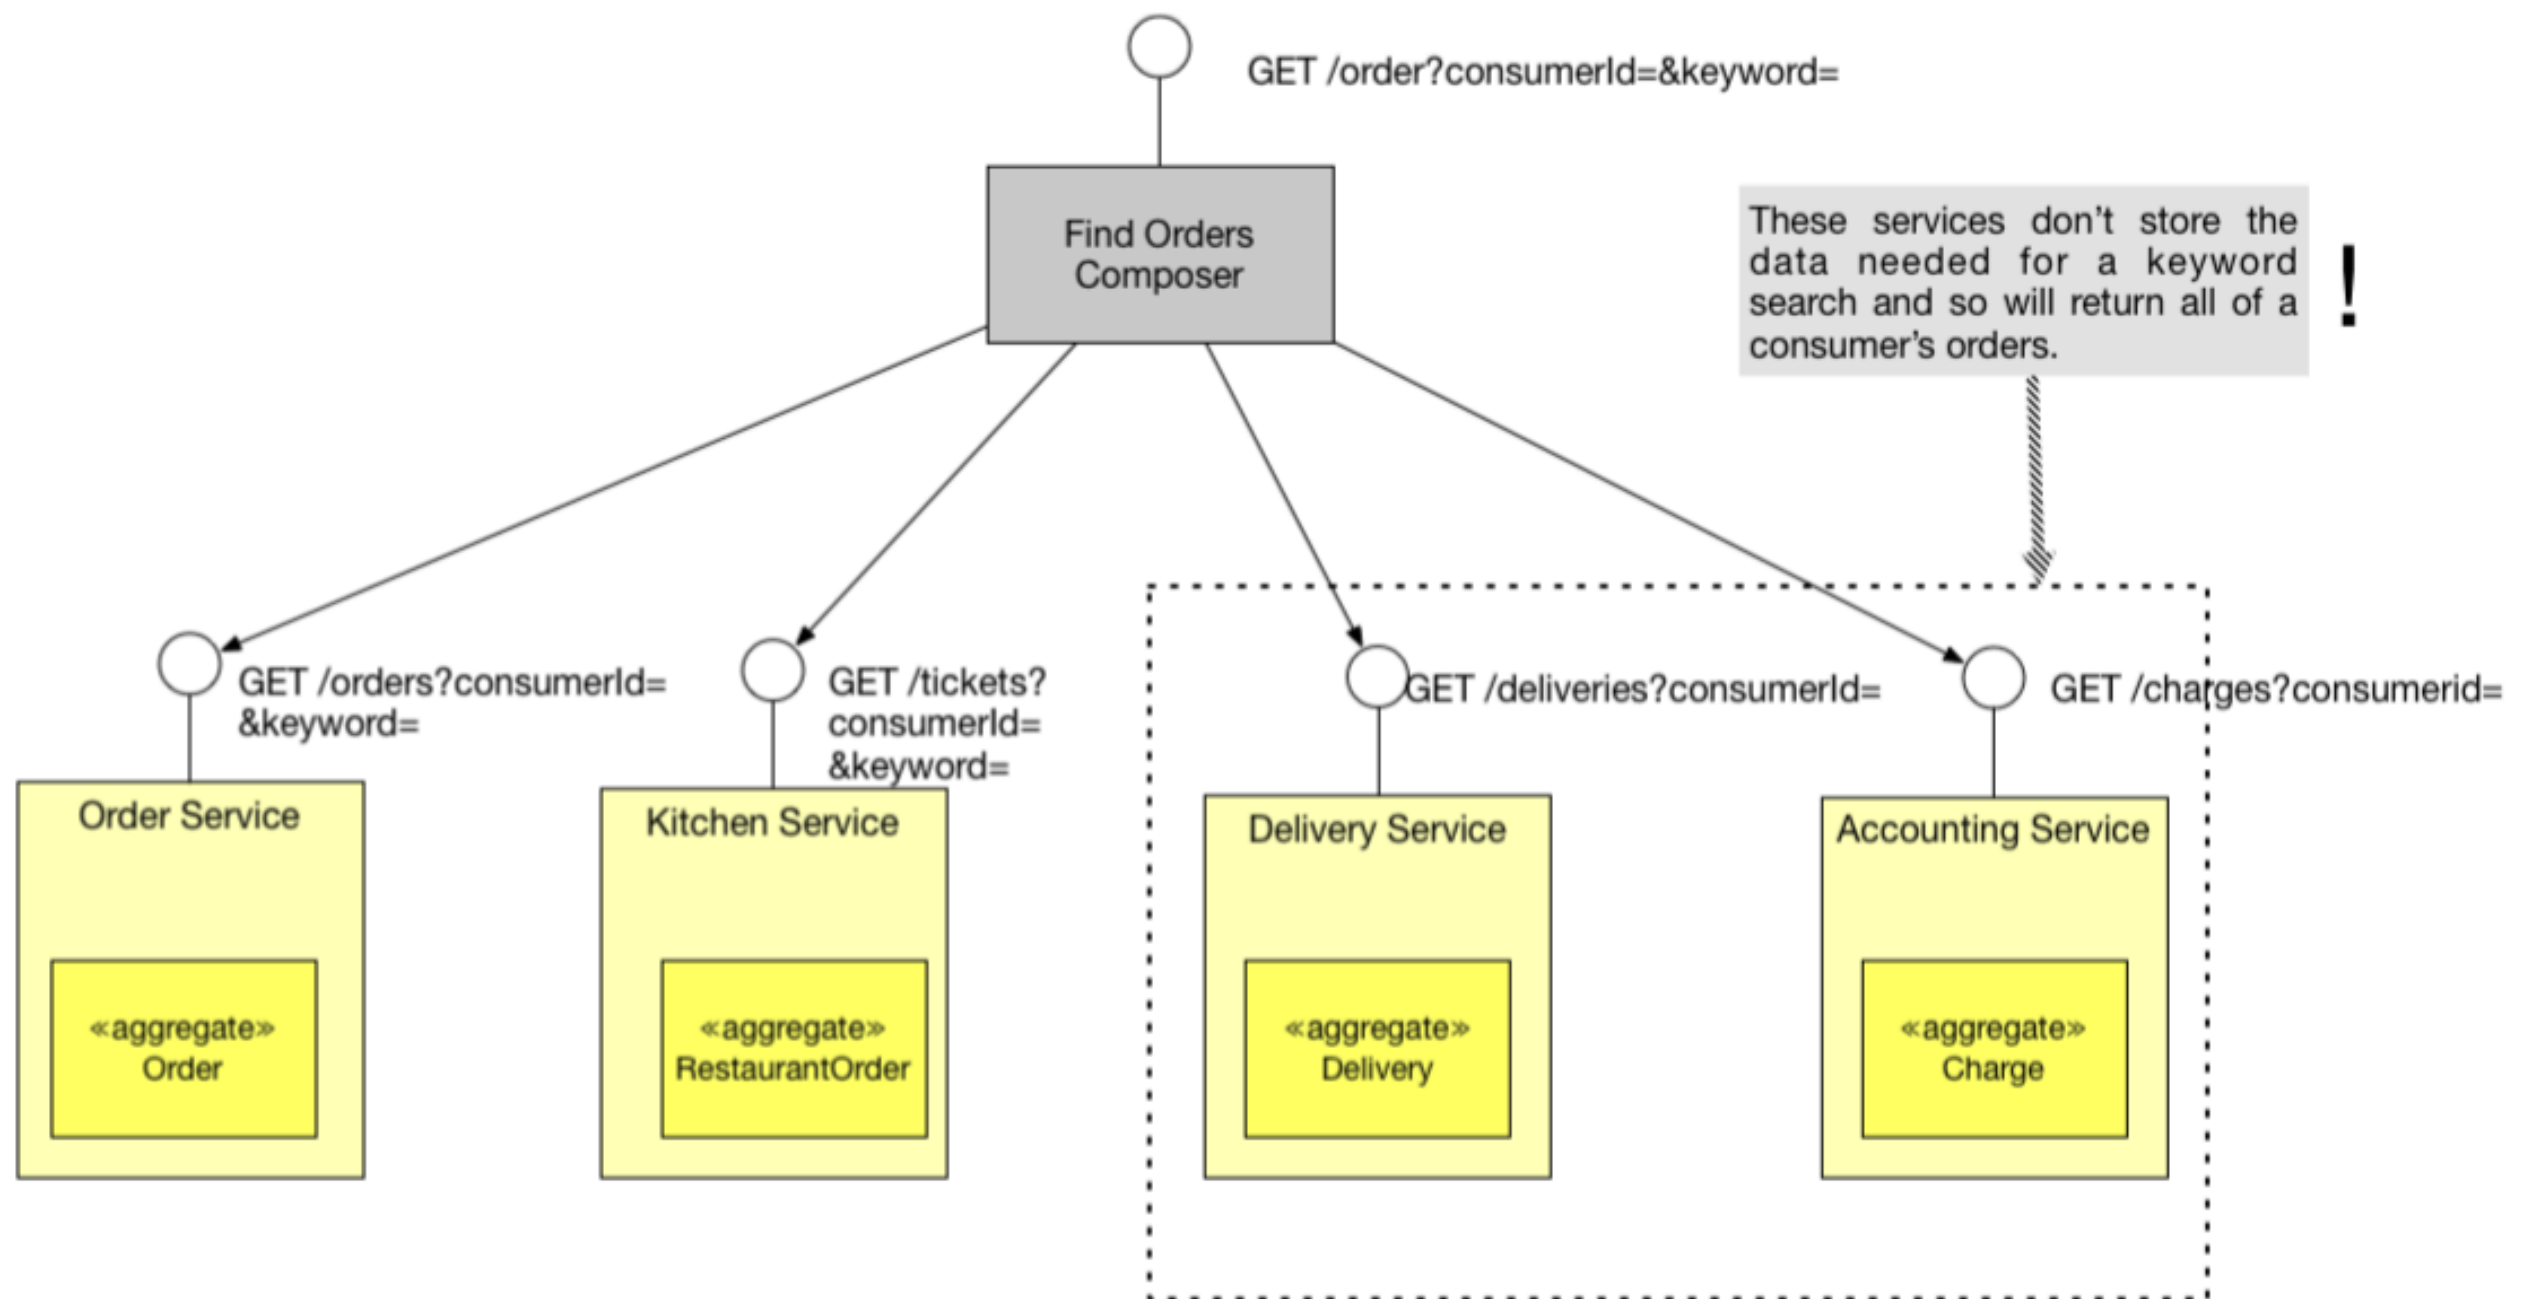 GET /order?consumerId=&keyword=
Find Orders
Composer
These services don't store the
data needed for a keyword
search and so will return all of a
consumer's orders.
!
GET /orders?consumerId=
&keyword=
GET /tickets?
consumerId=
&keyword=
GET /deliveries?consumerId=
GET /charges?consumerid=
Order Service
Kitchen Service
Delivery Service
Accounting Service
«aggregate»
Order
«aggregate»
RestaurantOrder
«aggregate»
Delivery
«aggregate»
Charge